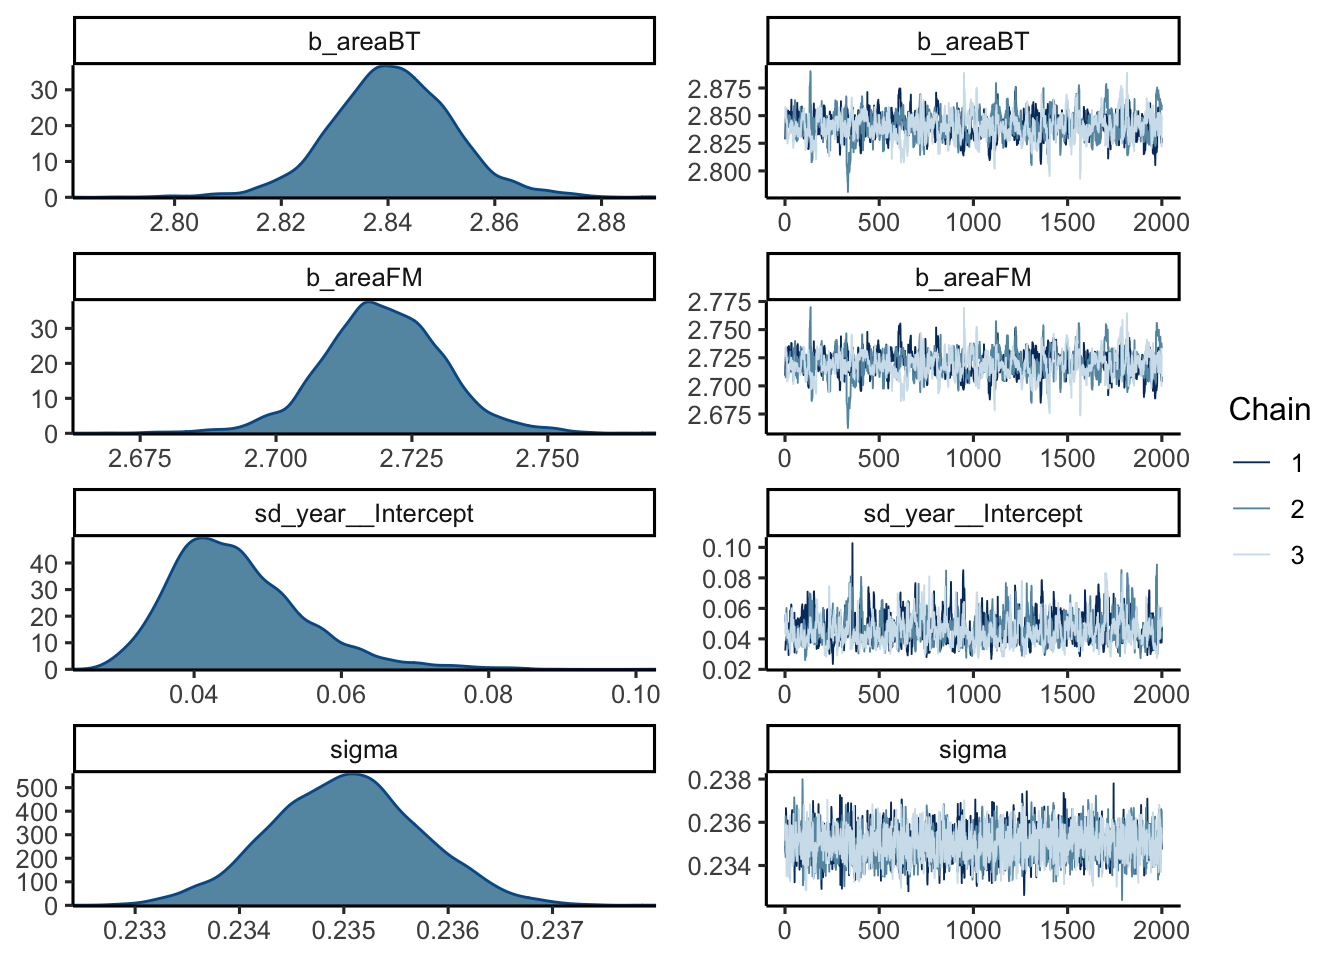 b_areaBT
b_areaBT
30
20
10
0
2.80 2.82 2.84 2.86 2.88
2.875
2.850
2.825
2.800
0 500 1000 1500 2000
b_areaFM
b_areaFM
30
20
10
0
2.675 2.700 2.725 2.750
2.775
2.750
2.725
2.700
2.675
0 500 1000 1500 2000
sd_year__Intercept
sd_year__Intercept
40
30
20
10
0
0.04 0.06 0.08 0.10
0.10
0.08
0.06
0.04
0.02
0 500 1000 1500 2000
sigma
sigma
500
400
300
200
100
0
0.233 0.234 0.235 0.236 0.237
0.238
0.236
0.234
0 500 1000 1500 2000
Chain
1
2
3